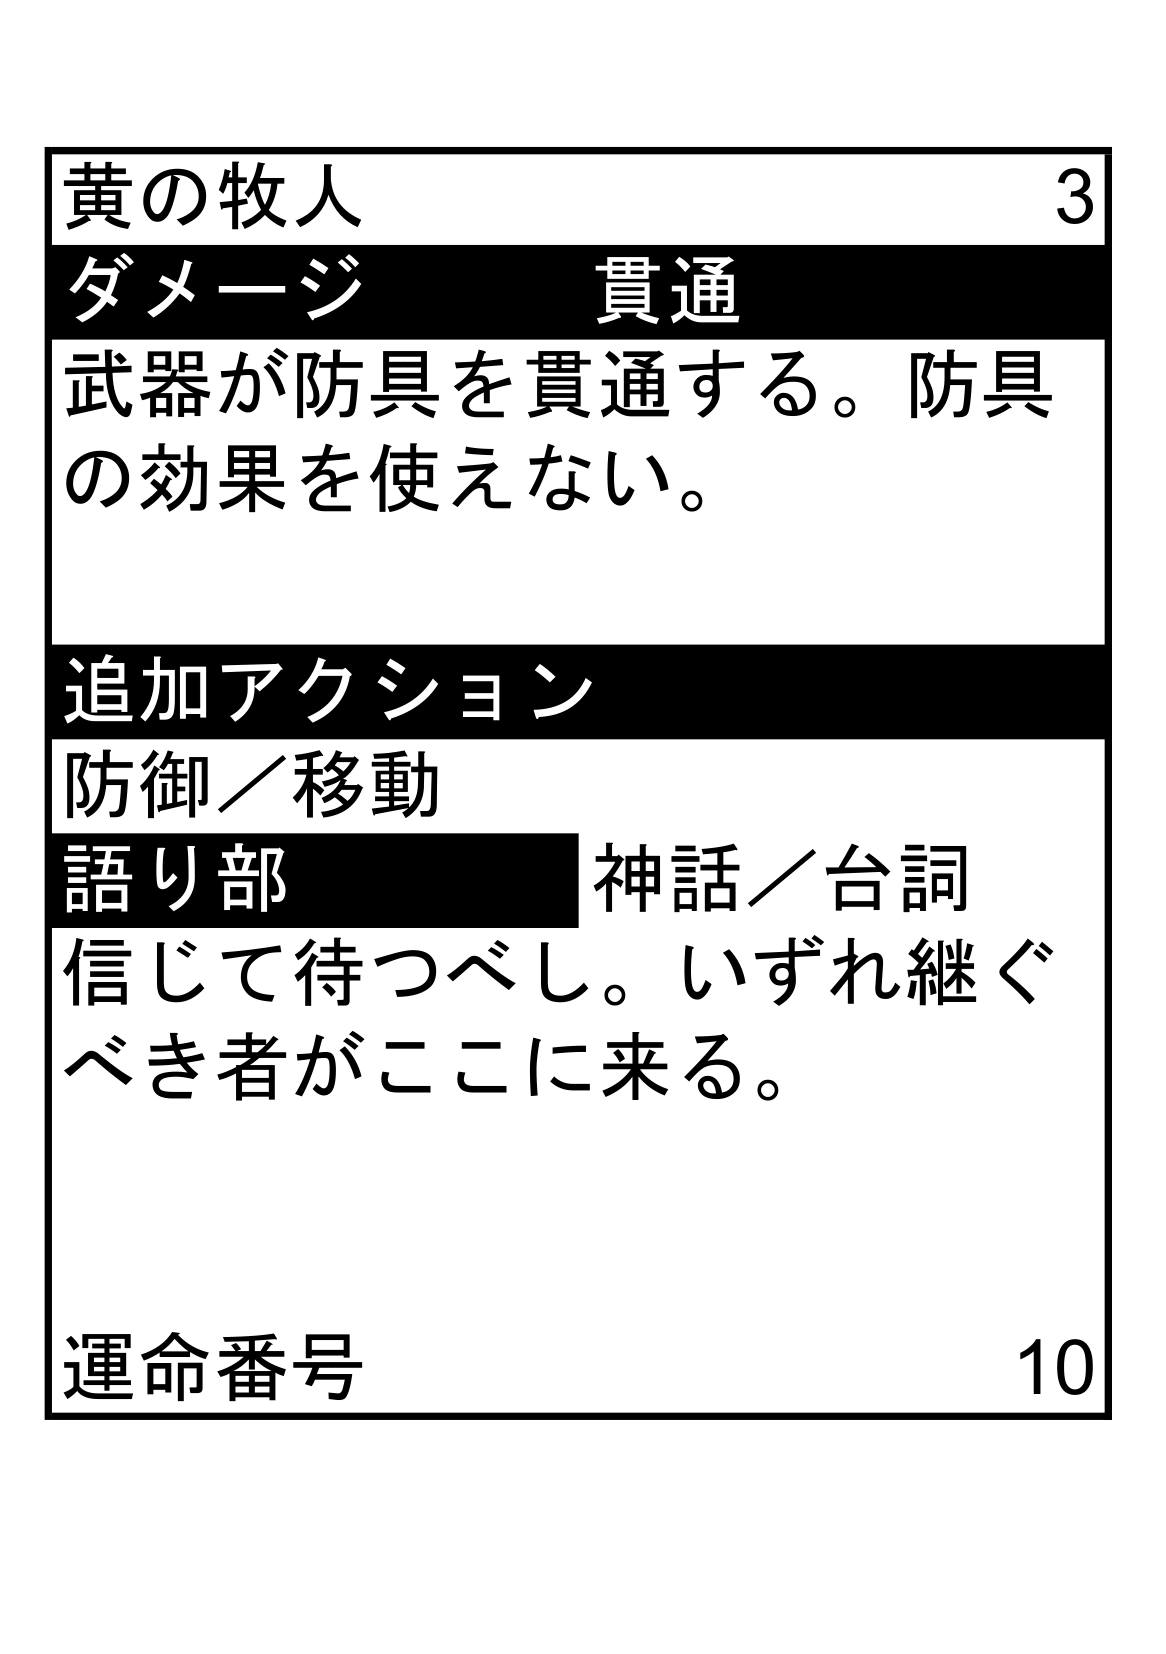 黄の牧人 3
ダメージ 貫通
武器が防具を貫通する。防具
の効果を使えない。
追加アクション
防御／移動
語り部 神話／台詞
信じて待つべし。いずれ継ぐ
べき者がここに来る。
運命番号 10